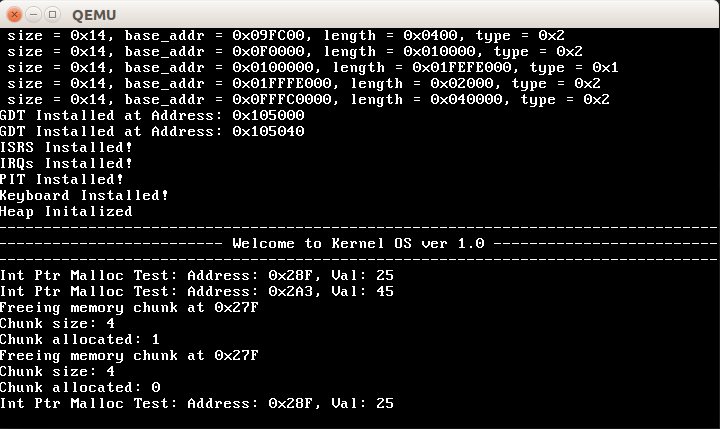 QEMU
size = 0x14, base_addr = 0x09FC00, length = 0x0400, type = 0x2
size = 0x14, base_addr = 0x0F0000, length = 0x010000, type = 0x2
size = 0x14, base_addr = 0x0100000, length = 0x01FEFE000, type = 0x1
size = 0x14, base_addr = 0x01FFFE000, length = 0x02000, type = 0x2
size = 0x14, base_addr = 0x0FFFC0000, length = 0x040000, type = 0x2
GDT Installed at Address: 0x105000
GDT Installed at Address: 0x105040
ISRS Installed!
IRQs Installed!
PIT Installed!
Keyboard Installed!
Heap Initalized
--------------------------------------------------------------------------------
------------------------- Welcome to Kernel OS ver 1.0 -------------------------
--------------------------------------------------------------------------------
Int Ptr Malloc Test: Address: 0x28F, Val: 25
Int Ptr Malloc Test: Address: 0x2A3, Val: 45
Freeing memory chunk at 0x27F
Chunk size: 4
Chunk allocated: 1
Freeing memory chunk at 0x27F
Chunk size: 4
Chunk allocated: 0
Int Ptr Malloc Test: Address: 0x28F, Val: 25